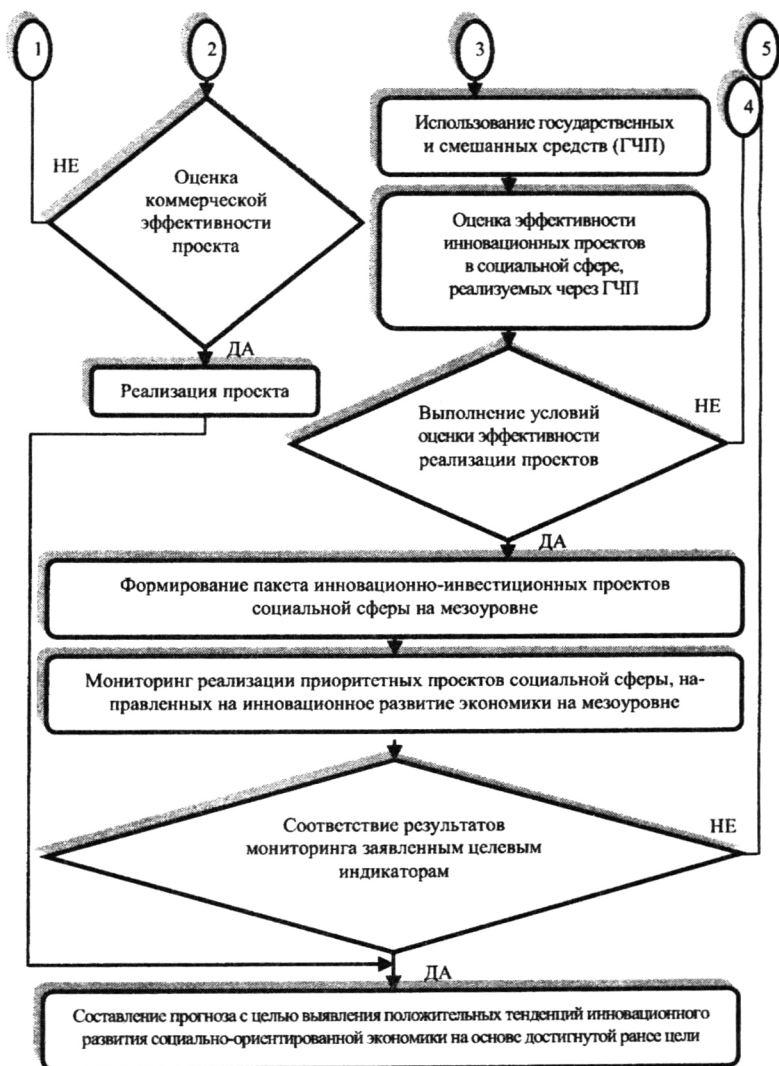 1
2
3
5
4
Использование государственных
и смешанных средств (ГЧП)
НЕ
Оценка
коммерческой
эффективности
проекта
Оценка эффективности
инновационных проектов
в социальной сфере,
реализуемых через ГЧП
ДА
Реализация проекта
НЕ
Выполнение условий
оценки эффективности
реализации проектов
ДА
Формирование пакета инновационно-инвестиционных проектов
социальной сферы на мезоуровне
Мониторинг реализации приоритетных проектов социальной сферы, на-
правленных на инновационное развитие экономики на мезоуровне
НЕ
Соответствие результатов
мониторинга заявленным целевым
индикаторам
ДА
Составление прогноза с целью выявления положительных тенденций инновационного
развития социально-ориентированной экономики на основе достигнутой ранее цели